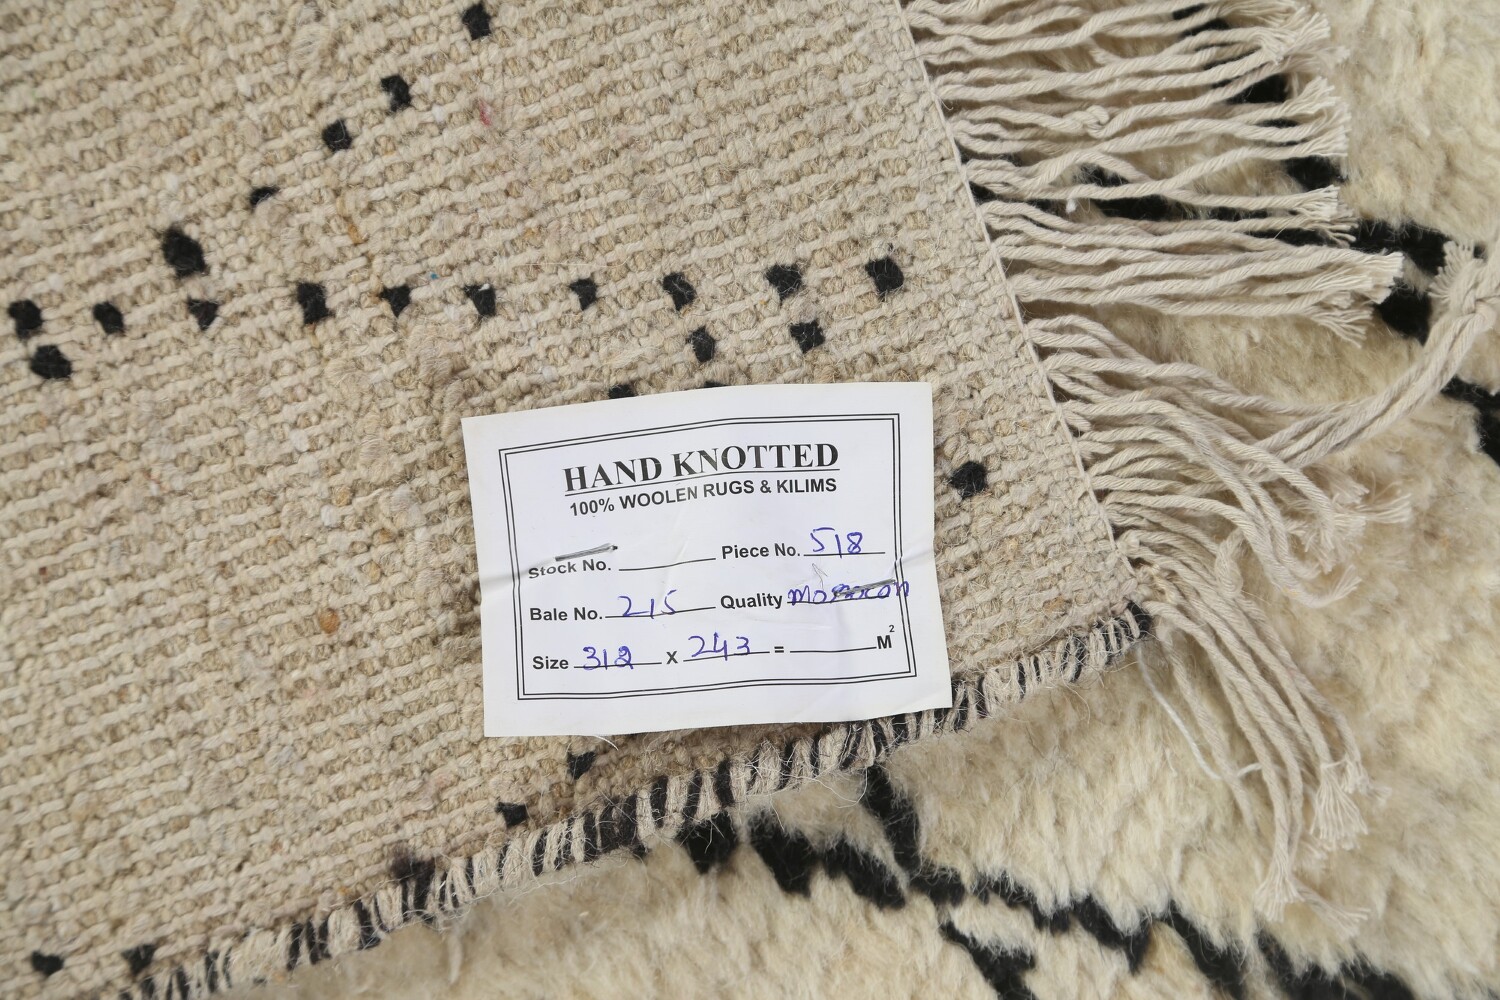 HAND KNOTTED
100% WOOLEN RUGS & KILIMS
Stock No. Piece No. 518
Bale No. 215 Quality Morocon
Size 312 X 243 = M²